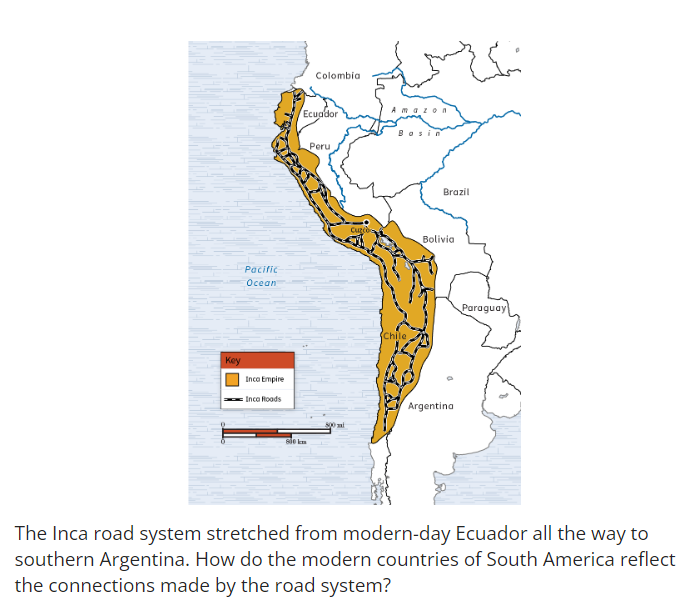 Colombia
Ecuador
Amazon
Basin
Peru
Brazil
Cuzco
Bolivia
Pacific
Ocean
Paraguay
Chile
Key
Inca Empire
Inca Roads
Argentina
0 800 mi
0 800 km
The Inca road system stretched from modern-day Ecuador all the way to
southern Argentina. How do the modern countries of South America reflect
the connections made by the road system?